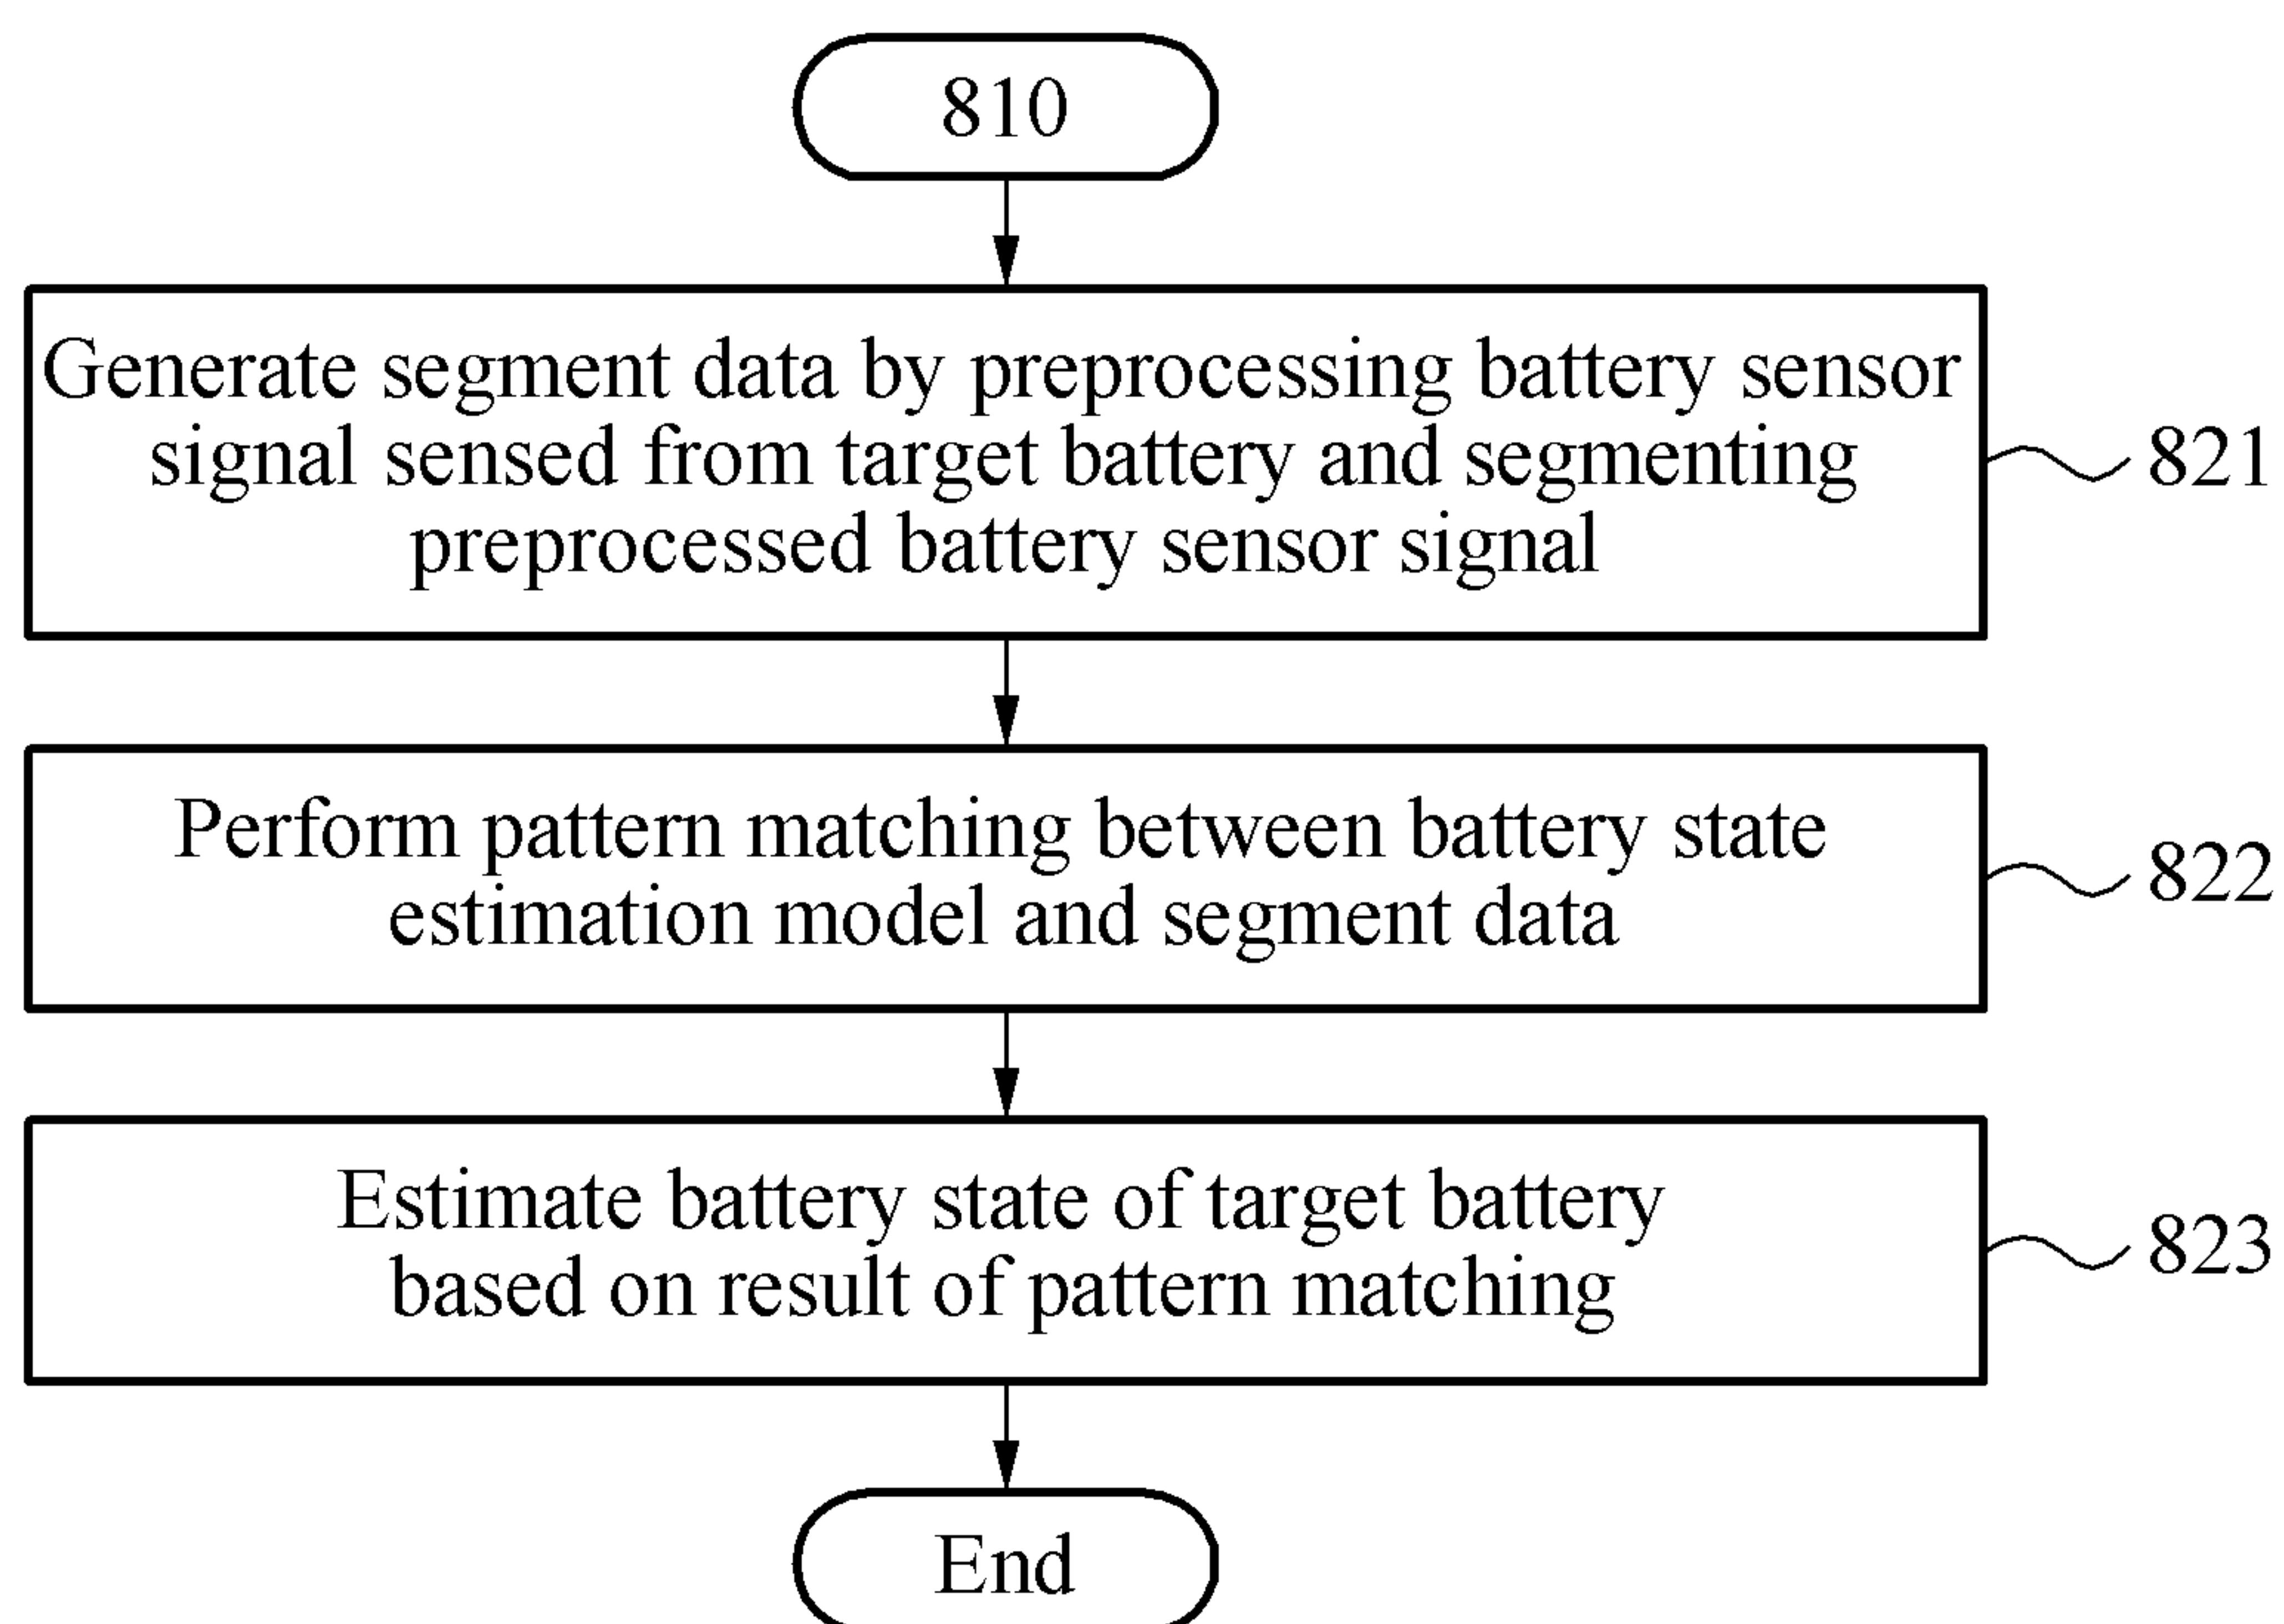 810
Generate segment data by preprocessing battery sensor
signal sensed from target battery and segmenting
preprocessed battery sensor signal
821
Perform pattern matching between battery state
estimation model and segment data
822
Estimate battery state of target battery
based on result of pattern matching
823
End